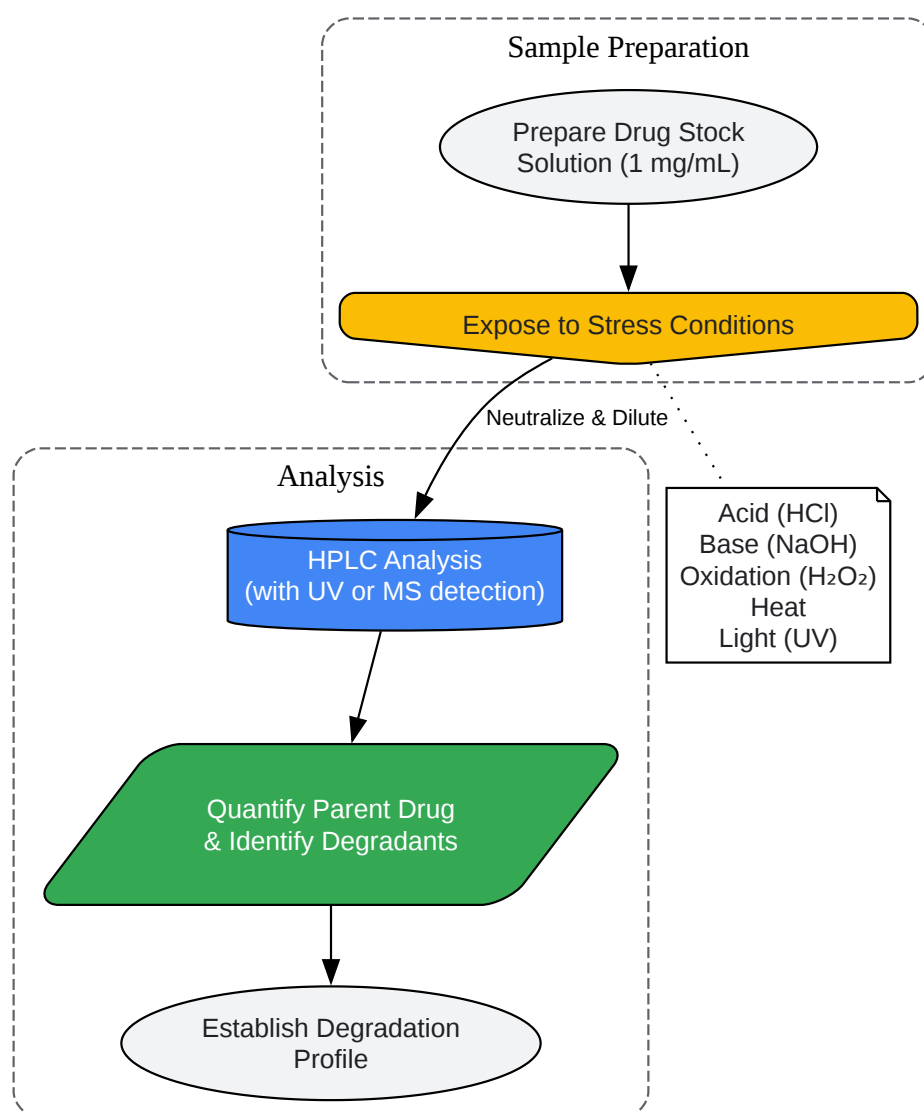 Sample Preparation
Prepare Drug Stock
Solution (1 mg/mL)
Expose to Stress Conditions
Neutralize & Dilute
Analysis
HPLC Analysis
(with UV or MS detection)
Acid (HCl)
Base (NaOH)
Oxidation (H₂O₂)
Heat
Light (UV)
Quantify Parent Drug
& Identify Degradants
Establish Degradation
Profile